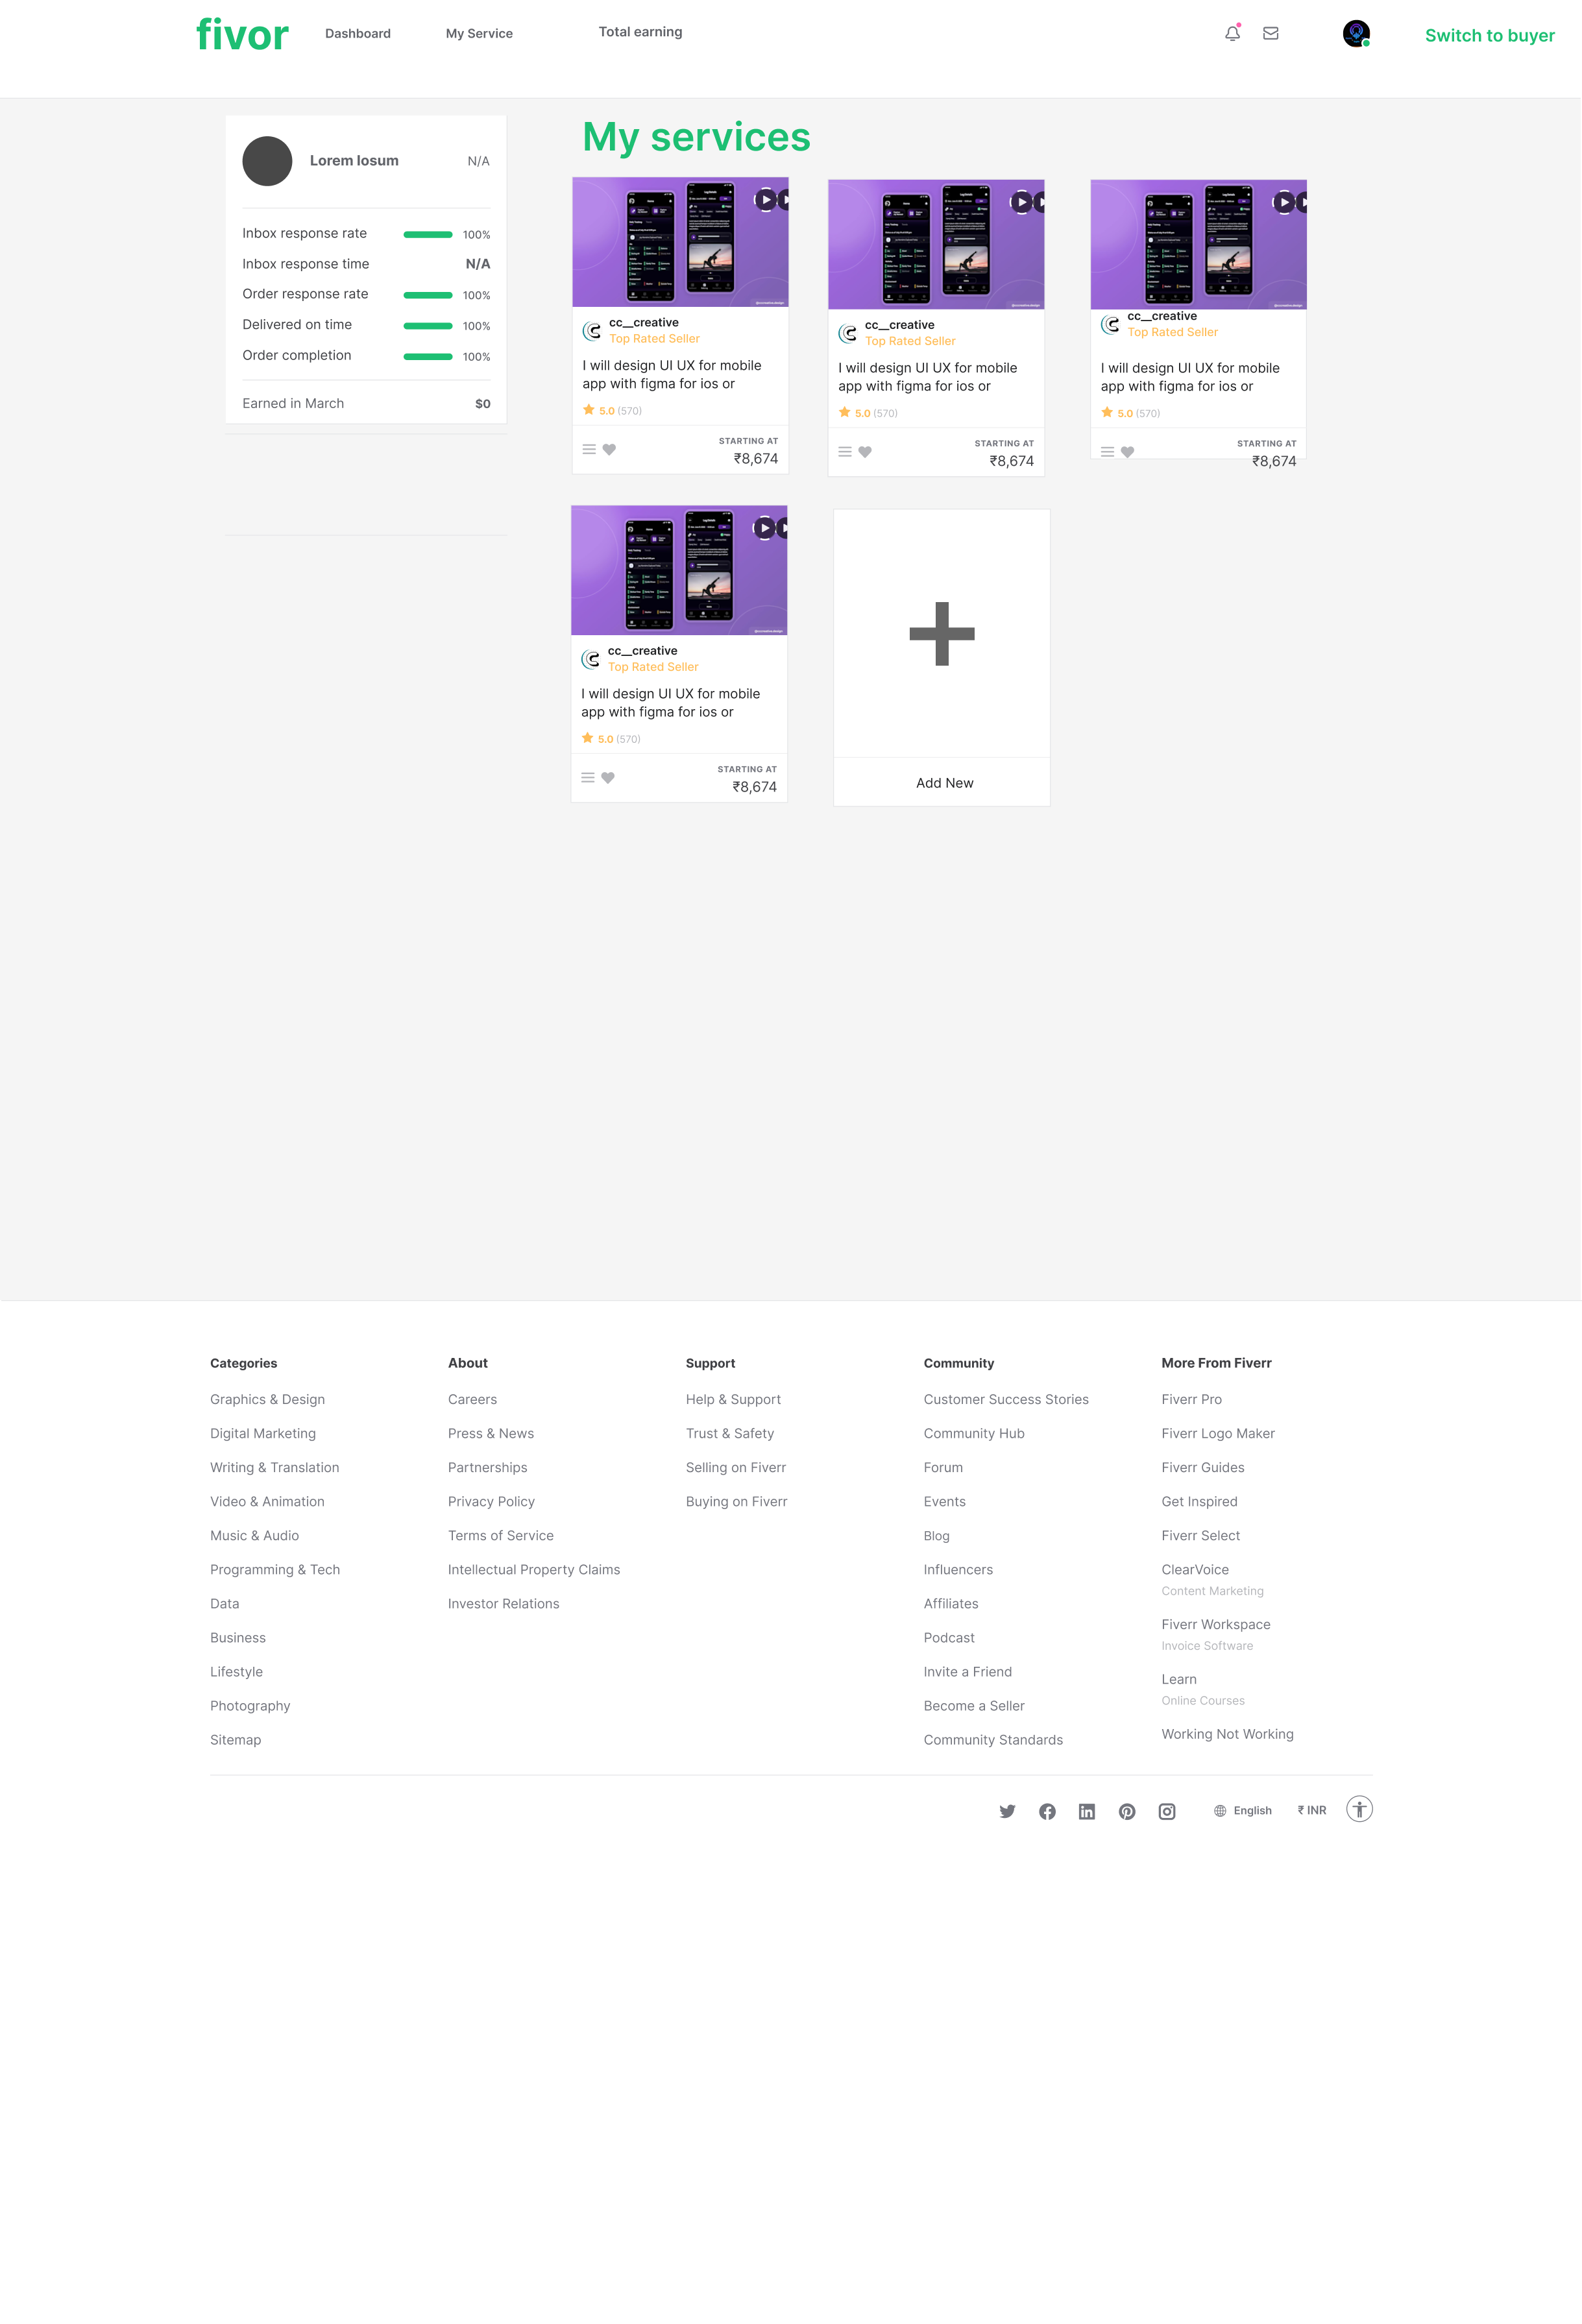 fivor
Dashboard
My Service
Total earning
Switch to buyer
Lorem Iosum
N/A
Inbox response rate
100%
Inbox response time
N/A
Order response rate
100%
Delivered on time
100%
Order completion
100%
Earned in March
$0
My services
cc__creative
Top Rated Seller
I will design UI UX for mobile
app with figma for ios or
5.0 (570)
STARTING AT
₹8,674
cc__creative
Top Rated Seller
I will design UI UX for mobile
app with figma for ios or
5.0 (570)
STARTING AT
₹8,674
cc__creative
Top Rated Seller
I will design UI UX for mobile
app with figma for ios or
5.0 (570)
STARTING AT
₹8,674
cc__creative
Top Rated Seller
I will design UI UX for mobile
app with figma for ios or
5.0 (570)
STARTING AT
₹8,674
Add New
Categories
Graphics & Design
Digital Marketing
Writing & Translation
Video & Animation
Music & Audio
Programming & Tech
Data
Business
Lifestyle
Photography
Sitemap
About
Careers
Press & News
Partnerships
Privacy Policy
Terms of Service
Intellectual Property Claims
Investor Relations
Support
Help & Support
Trust & Safety
Selling on Fiverr
Buying on Fiverr
Community
Customer Success Stories
Community Hub
Forum
Events
Blog
Influencers
Affiliates
Podcast
Invite a Friend
Become a Seller
Community Standards
More From Fiverr
Fiverr Pro
Fiverr Logo Maker
Fiverr Guides
Get Inspired
Fiverr Select
ClearVoice
Content Marketing
Fiverr Workspace
Invoice Software
Learn
Online Courses
Working Not Working
English
₹ INR